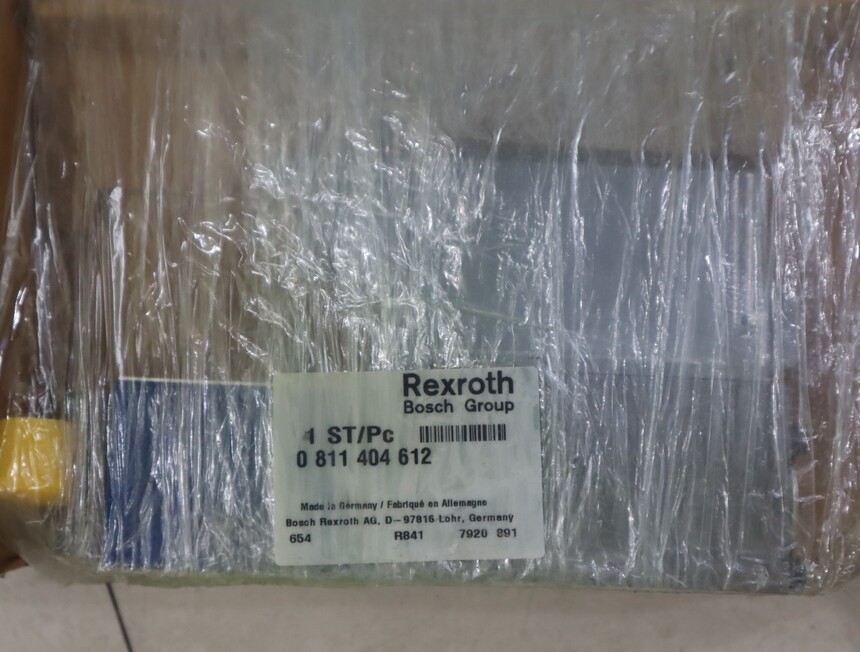 Rexroth
Bosch Group
1 ST/Pc
0 811 404 612
Made in Germany / Fabriqué en Allemagne
Bosch Rexroth AG, D-97816 Lohr, Germany
654 R841 7920 891